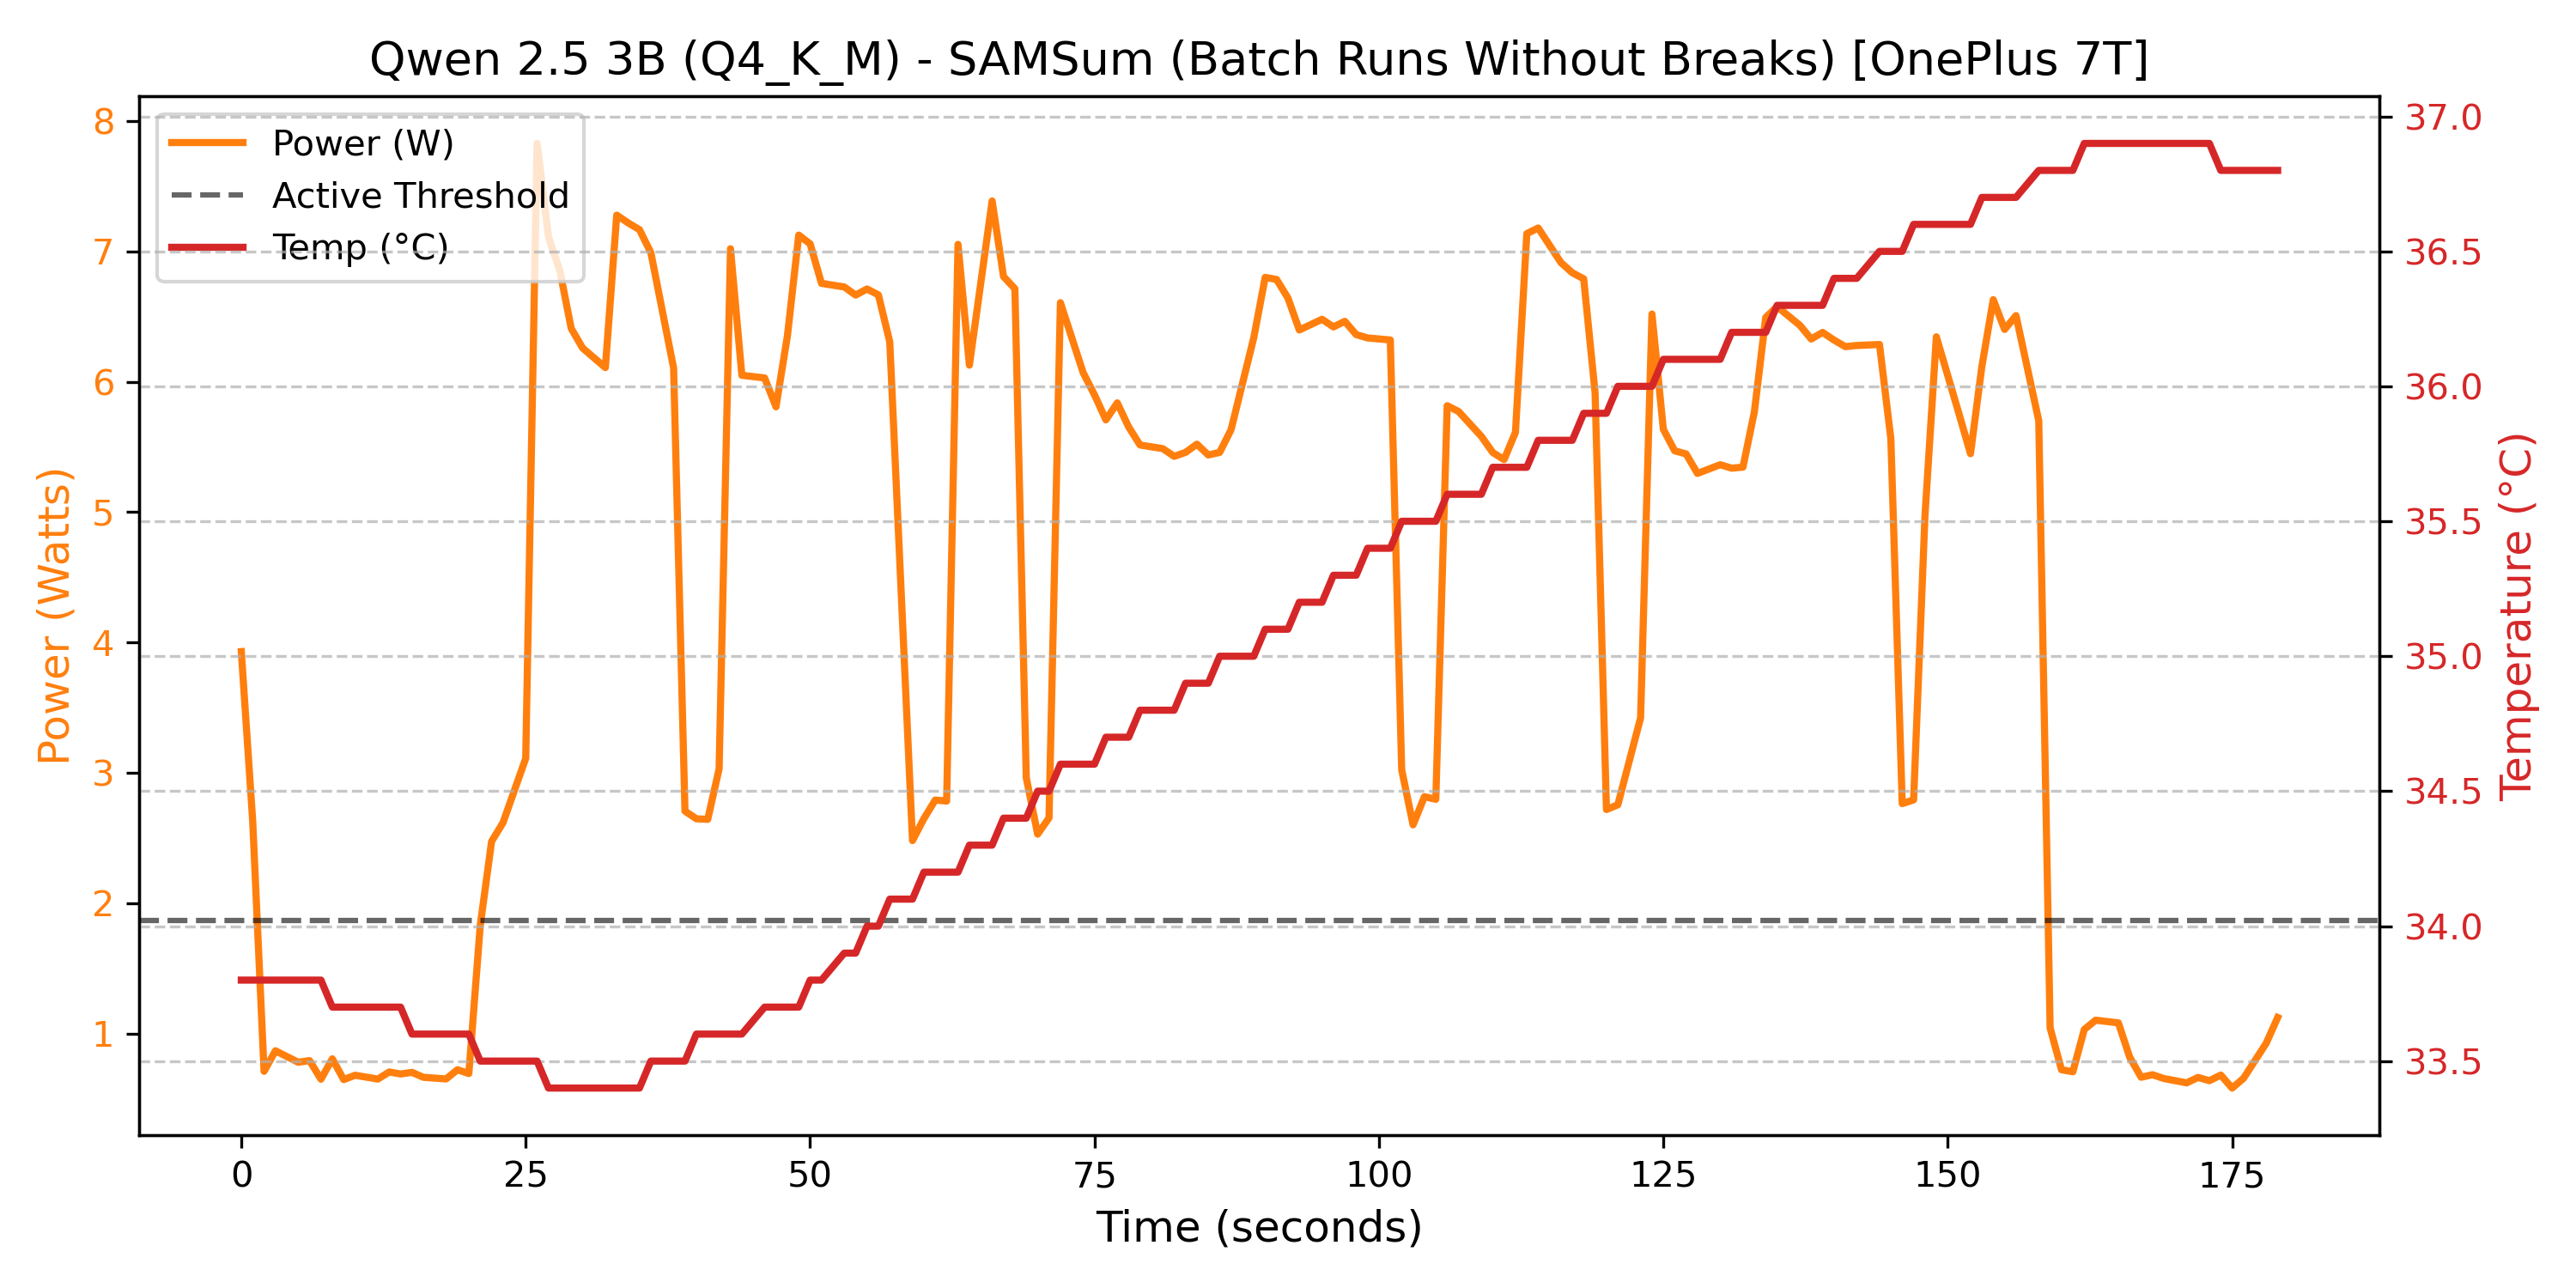 Qwen 2.5 3B (Q4_K_M) - SAMSum (Batch Runs Without Breaks) [OnePlus 7T]
Power (W)
Active Threshold
Temp (°C)
Power (Watts)
8
7
6
5
4
3
2
1
37.0
36.5
36.0
35.5
35.0
34.5
34.0
33.5
Temperature (°C)
0 25 50 75 100 125 150 175
Time (seconds)